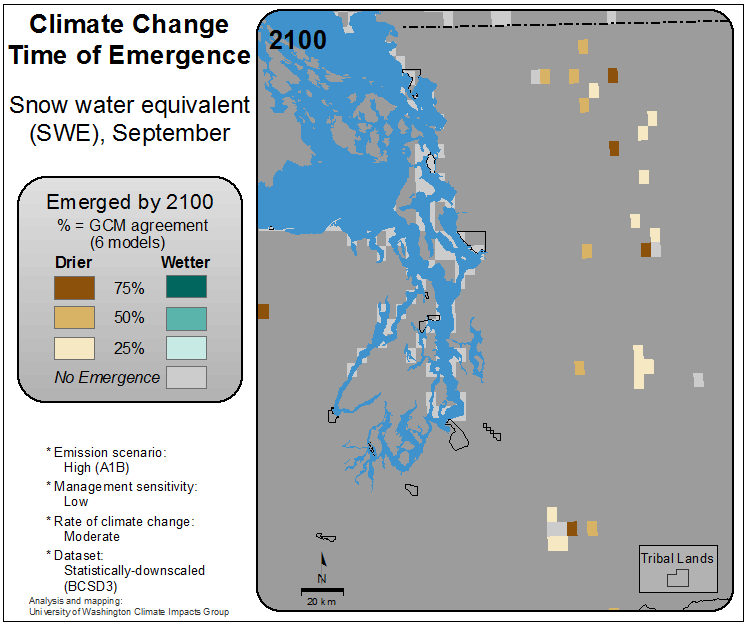 Climate Change
Time of Emergence
Snow water equivalent
(SWE), September
Emerged by 2100
% = GCM agreement
(6 models)
Drier
Wetter
75%
50%
25%
No Emergence
* Emission scenario:
High (A1B)
* Management sensitivity:
Low
* Rate of climate change:
Moderate
* Dataset:
Statistically-downscaled
(BCSD3)
Analysis and mapping:
University of Washington Climate Impacts Group
2100
N
20 km
Tribal Lands